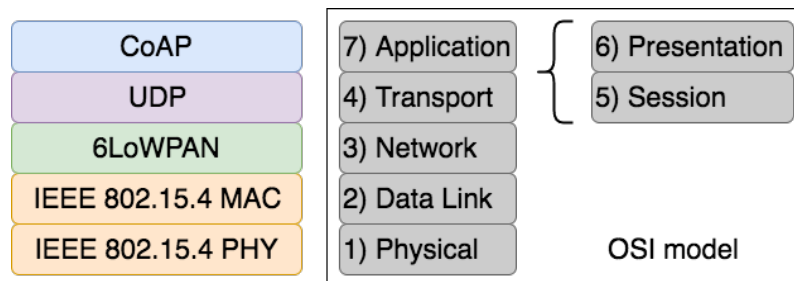 CoAP
UDP
6LoWPAN
IEEE 802.15.4 MAC
IEEE 802.15.4 PHY
7) Application
4) Transport
3) Network
2) Data Link
1) Physical
6) Presentation
5) Session
OSI model